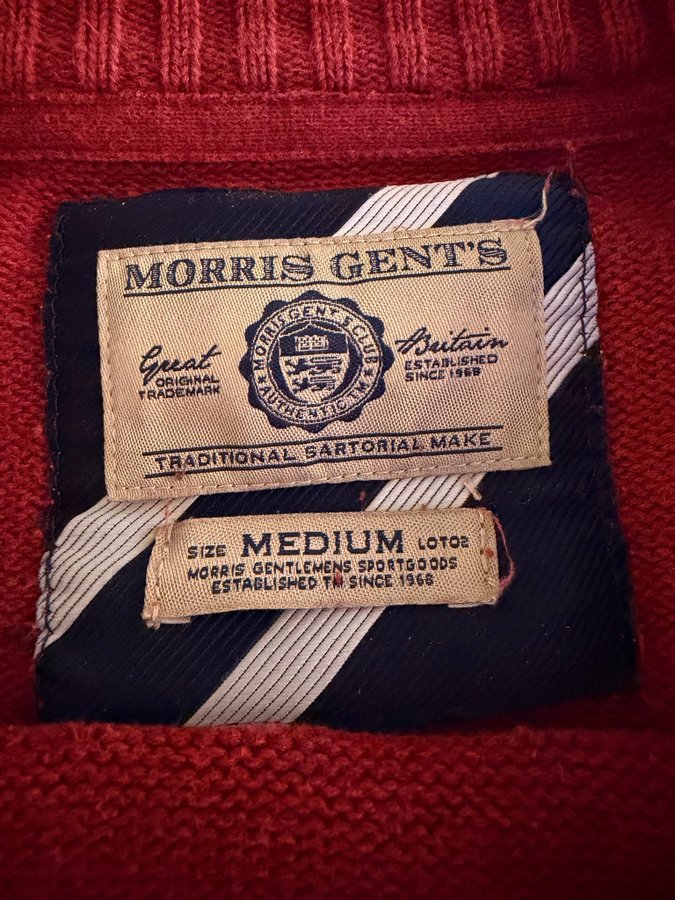 MORRIS GENT'S
Great
ORIGINAL
TRADEMARK
MORRIS GENT'S CLUB
AUTHENTIC TM
Britain
ESTABLISHED
SINCE 1968
TRADITIONAL SARTORIAL MAKE
SIZE MEDIUM LOT02
MORRIS GENTLEMENS SPORTGOODS
ESTABLISHED TM SINCE 1968